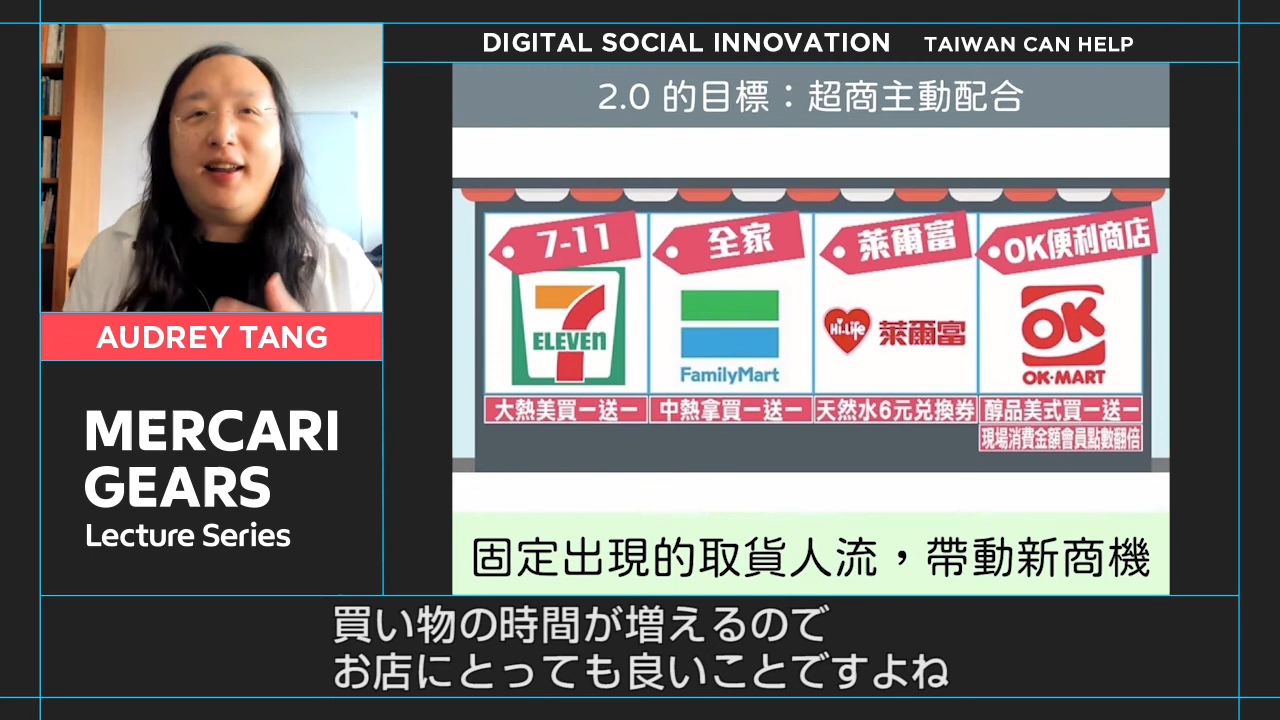 DIGITAL SOCIAL INNOVATION TAIWAN CAN HELP
2.0 的目標：超商主動配合
7-11
全家
萊爾富
OK便利商店
7
ELEVEN
FamilyMart
Hi-Life 萊爾富
OK
OK·MART
大熱美買一送一
中熱拿買一送一
天然水6元兌換券
醇品美式買一送一
現場消費金額會員點數翻倍
固定出現的取貨人流，帶動新商機
AUDREY TANG
MERCARI
GEARS
Lecture Series
買い物の時間が増えるので
お店にとっても良いことですよね